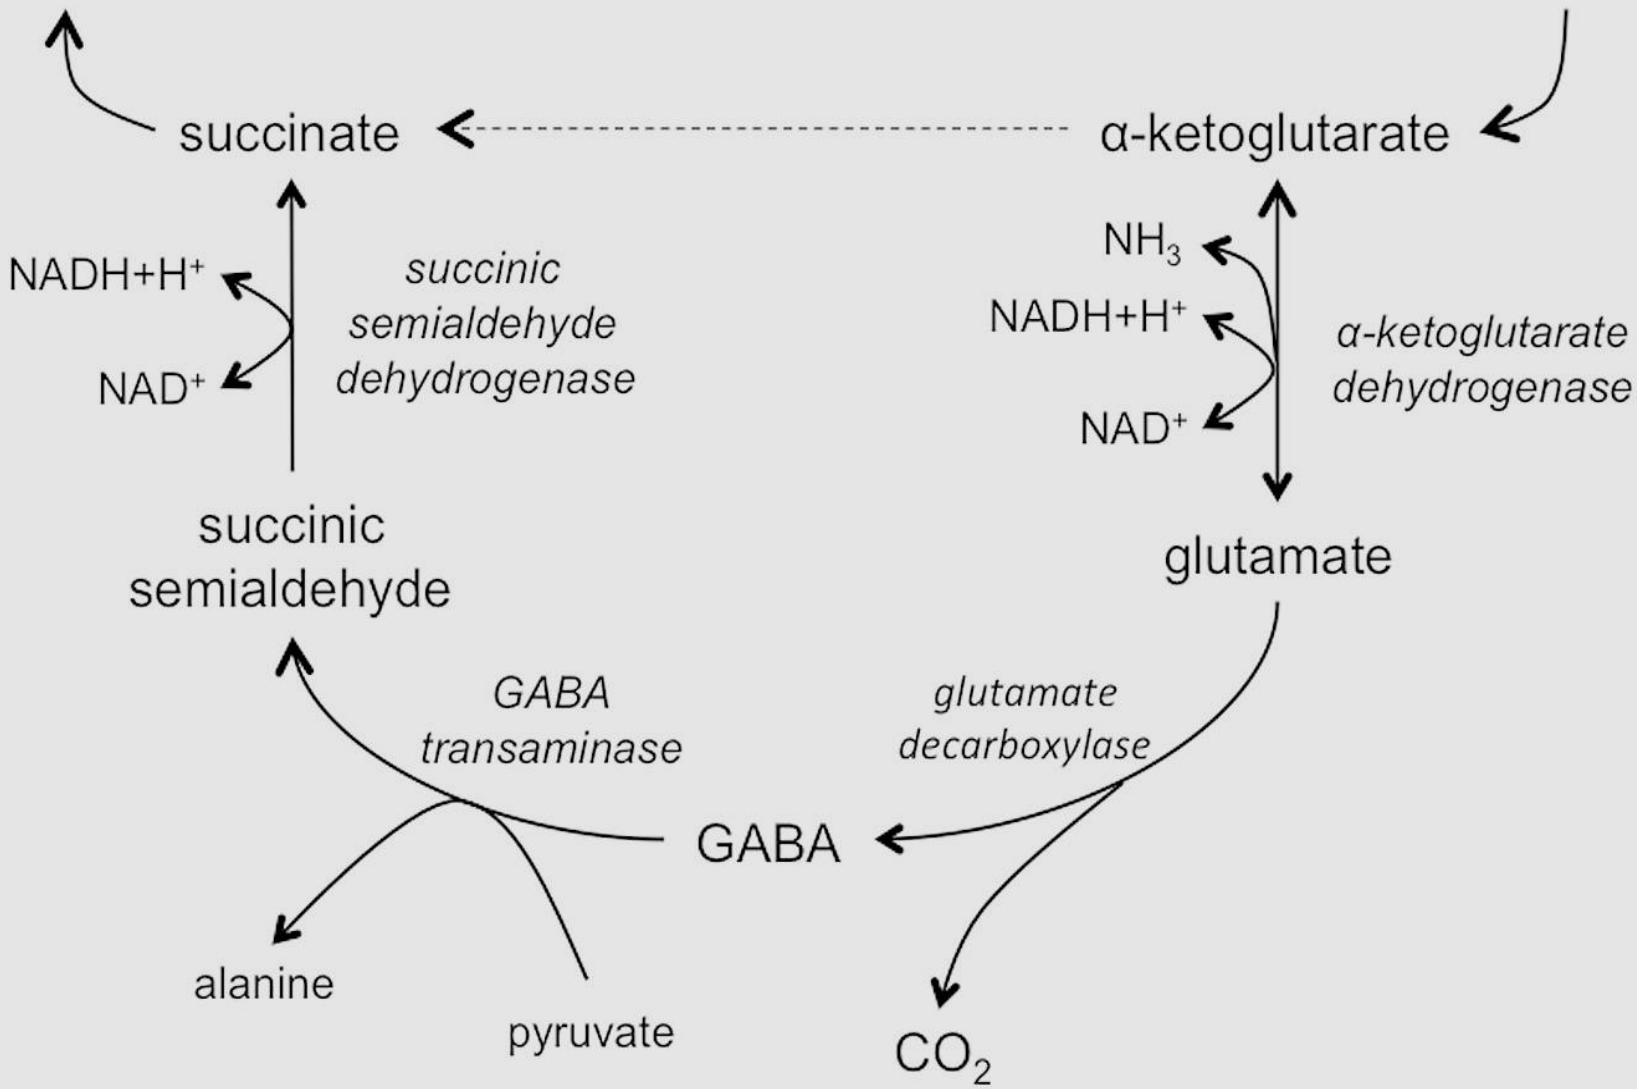 succinate
α-ketoglutarate
NH₃
NADH+H⁺
succinic
semialdehyde
dehydrogenase
NADH+H⁺
α-ketoglutarate
dehydrogenase
NAD⁺
NAD⁺
succinic
semialdehyde
glutamate
GABA
transaminase
glutamate
decarboxylase
GABA
alanine
pyruvate
CO₂